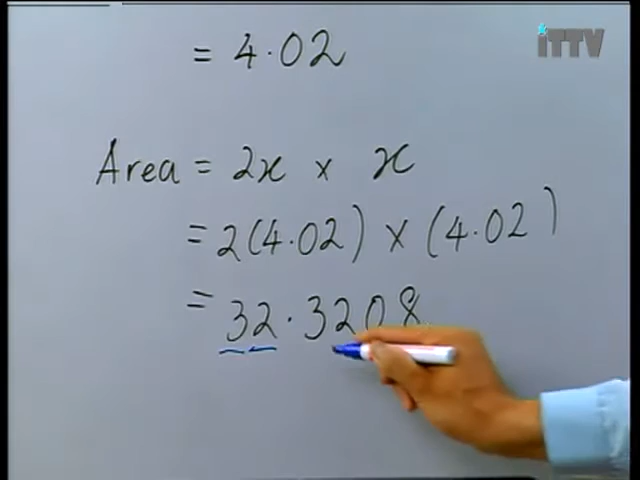 iTTV
= 4.02
Area = 2x × x
= 2(4.02) × (4.02)
= 32.3208